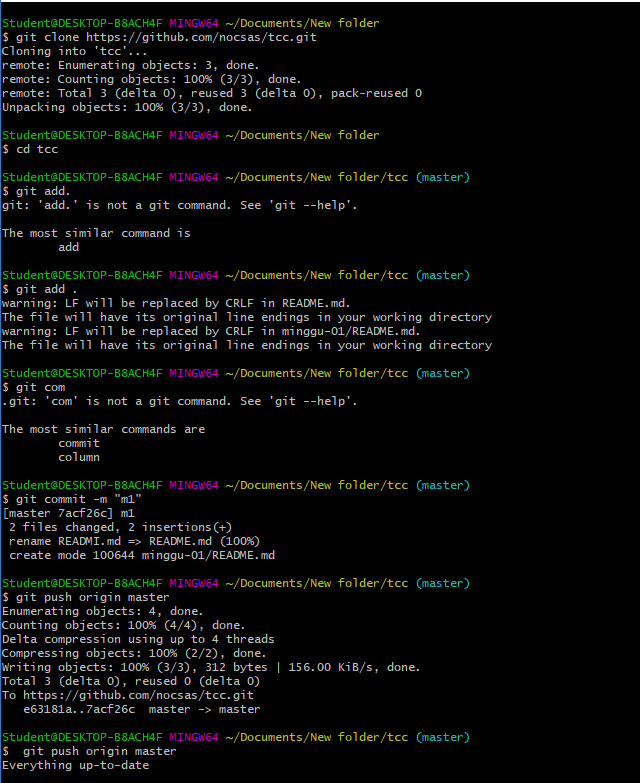 Student@DESKTOP-B8ACH4F MINGW64 ~/Documents/New folder
$ git clone https://github.com/nocsas/tcc.git
Cloning into 'tcc'...
remote: Enumerating objects: 3, done.
remote: Counting objects: 100% (3/3), done.
remote: Total 3 (delta 0), reused 3 (delta 0), pack-reused 0
Unpacking objects: 100% (3/3), done.
Student@DESKTOP-B8ACH4F MINGW64 ~/Documents/New folder
$ cd tcc
Student@DESKTOP-B8ACH4F MINGW64 ~/Documents/New folder/tcc (master)
$ git add.
git: 'add.' is not a git command. See 'git --help'.
The most similar command is
        add
Student@DESKTOP-B8ACH4F MINGW64 ~/Documents/New folder/tcc (master)
$ git add .
warning: LF will be replaced by CRLF in README.md.
The file will have its original line endings in your working directory
warning: LF will be replaced by CRLF in minggu-01/README.md.
The file will have its original line endings in your working directory
Student@DESKTOP-B8ACH4F MINGW64 ~/Documents/New folder/tcc (master)
$ git com
.git: 'com' is not a git command. See 'git --help'.
The most similar commands are
        commit
        column
Student@DESKTOP-B8ACH4F MINGW64 ~/Documents/New folder/tcc (master)
$ git commit -m "m1"
[master 7acf26c] m1
 2 files changed, 2 insertions(+)
 rename READMI.md => README.md (100%)
 create mode 100644 minggu-01/README.md
Student@DESKTOP-B8ACH4F MINGW64 ~/Documents/New folder/tcc (master)
$ git push origin master
Enumerating objects: 4, done.
Counting objects: 100% (4/4), done.
Delta compression using up to 4 threads
Compressing objects: 100% (2/2), done.
Writing objects: 100% (3/3), 312 bytes | 156.00 KiB/s, done.
Total 3 (delta 0), reused 0 (delta 0)
To https://github.com/nocsas/tcc.git
   e63181a..7acf26c  master -> master
Student@DESKTOP-B8ACH4F MINGW64 ~/Documents/New folder/tcc (master)
$  git push origin master
Everything up-to-date